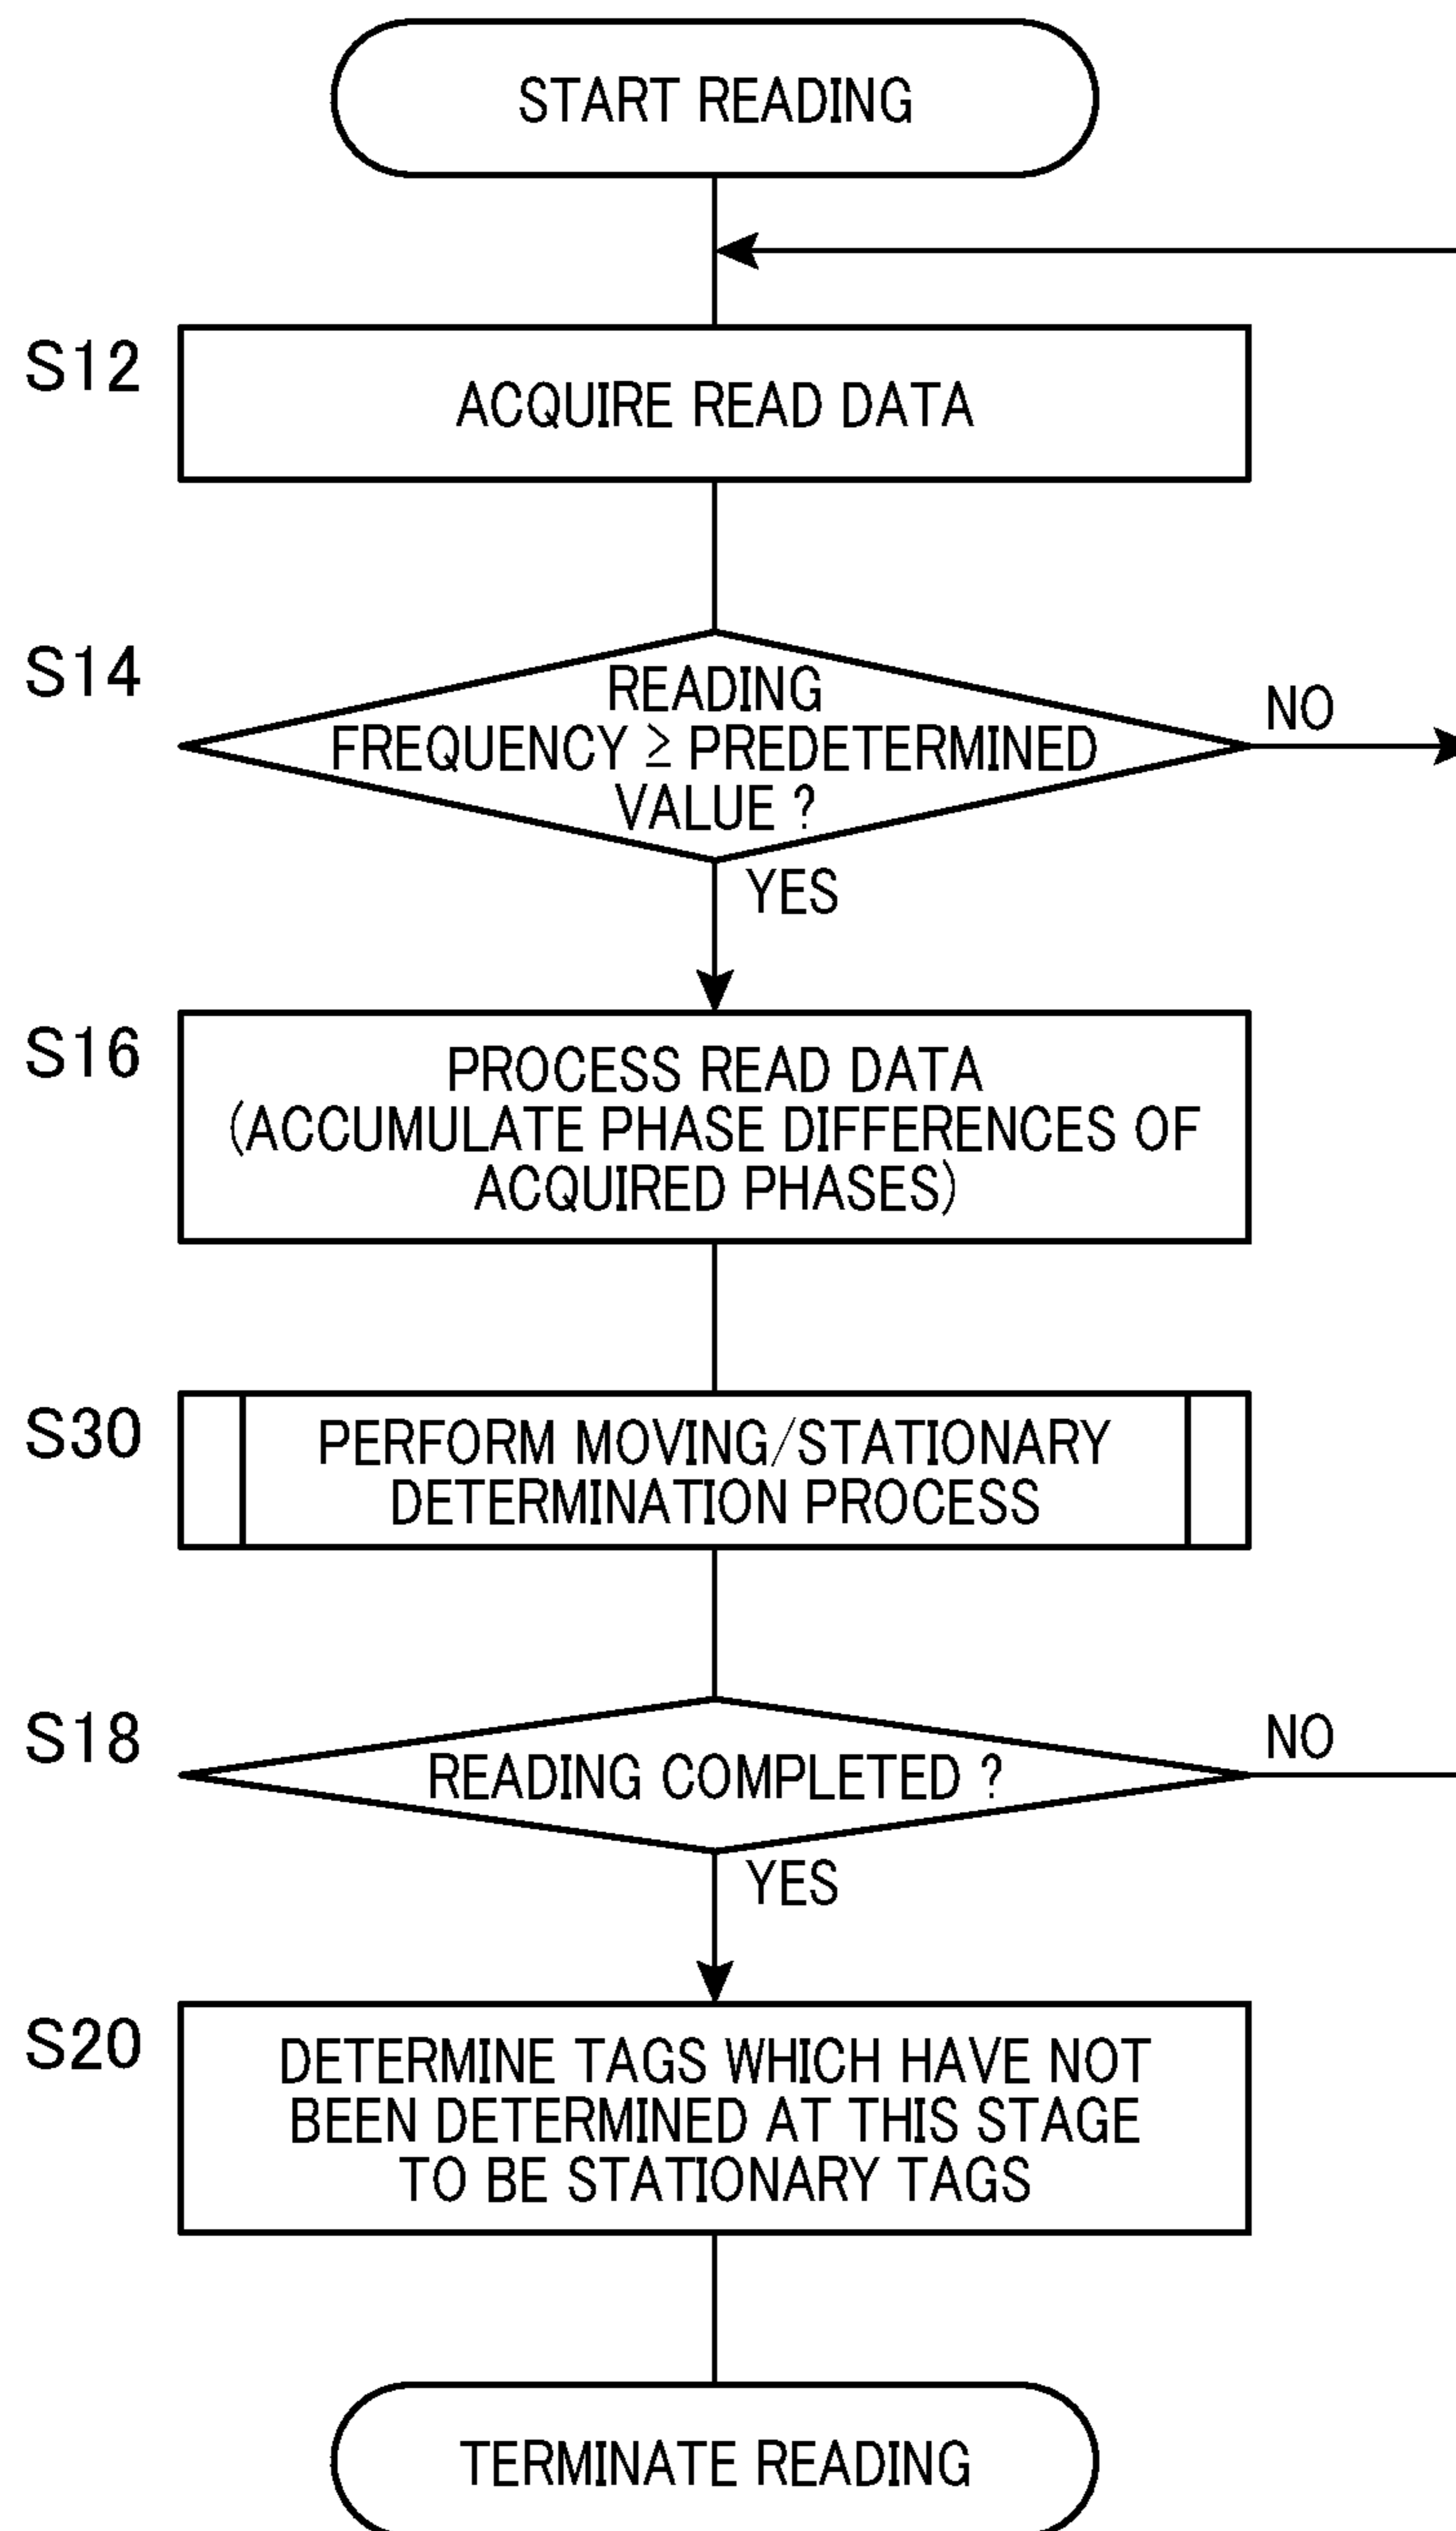 START READING
S12
ACQUIRE READ DATA
S14
READING
FREQUENCY ≥ PREDETERMINED
VALUE ?
NO
YES
S16
PROCESS READ DATA
(ACCUMULATE PHASE DIFFERENCES OF
ACQUIRED PHASES)
S30
PERFORM MOVING/STATIONARY
DETERMINATION PROCESS
S18
READING COMPLETED ?
NO
YES
S20
DETERMINE TAGS WHICH HAVE NOT
BEEN DETERMINED AT THIS STAGE
TO BE STATIONARY TAGS
TERMINATE READING